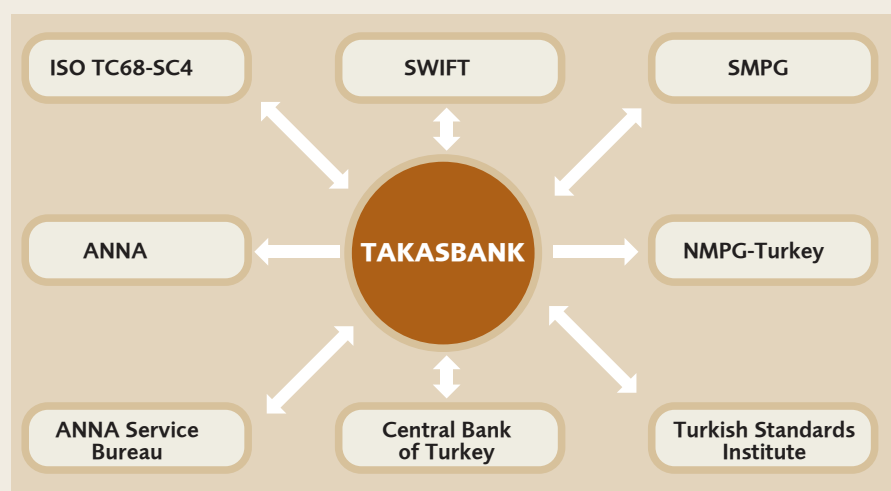 ISO TC68-SC4
SWIFT
SMPG
ANNA
TAKASBANK
NMPG-Turkey
ANNA Service
Bureau
Central Bank
of Turkey
Turkish Standards
Institute